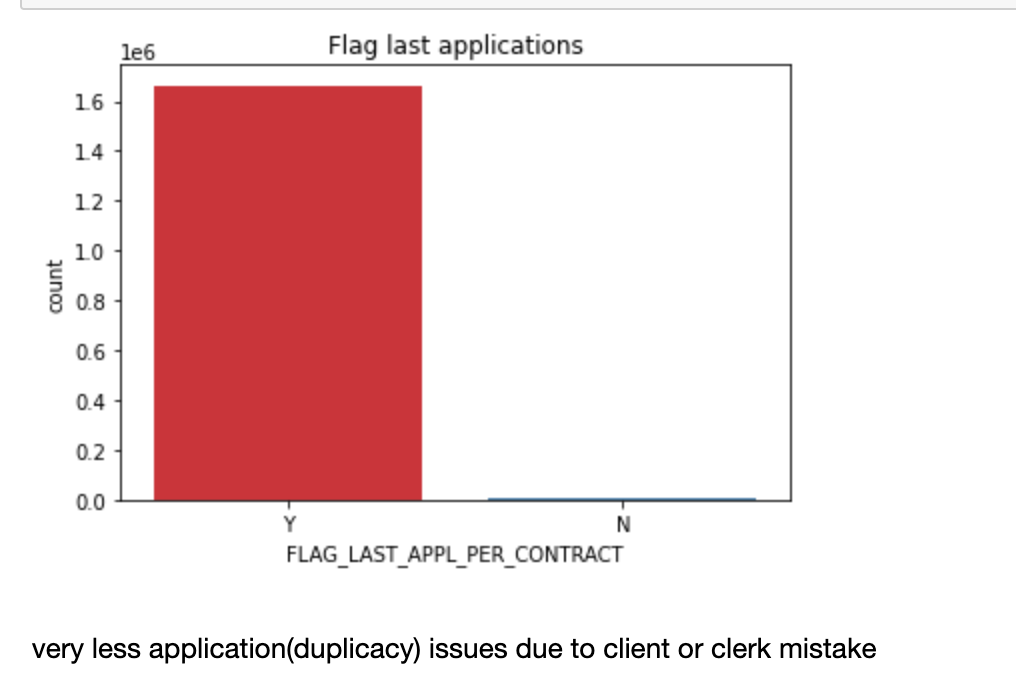 Flag last applications
1e6
1.6
1.4
1.2
1.0
0.8
0.6
0.4
0.2
0.0
count
Y N
FLAG_LAST_APPL_PER_CONTRACT
very less application(duplicacy) issues due to client or clerk mistake